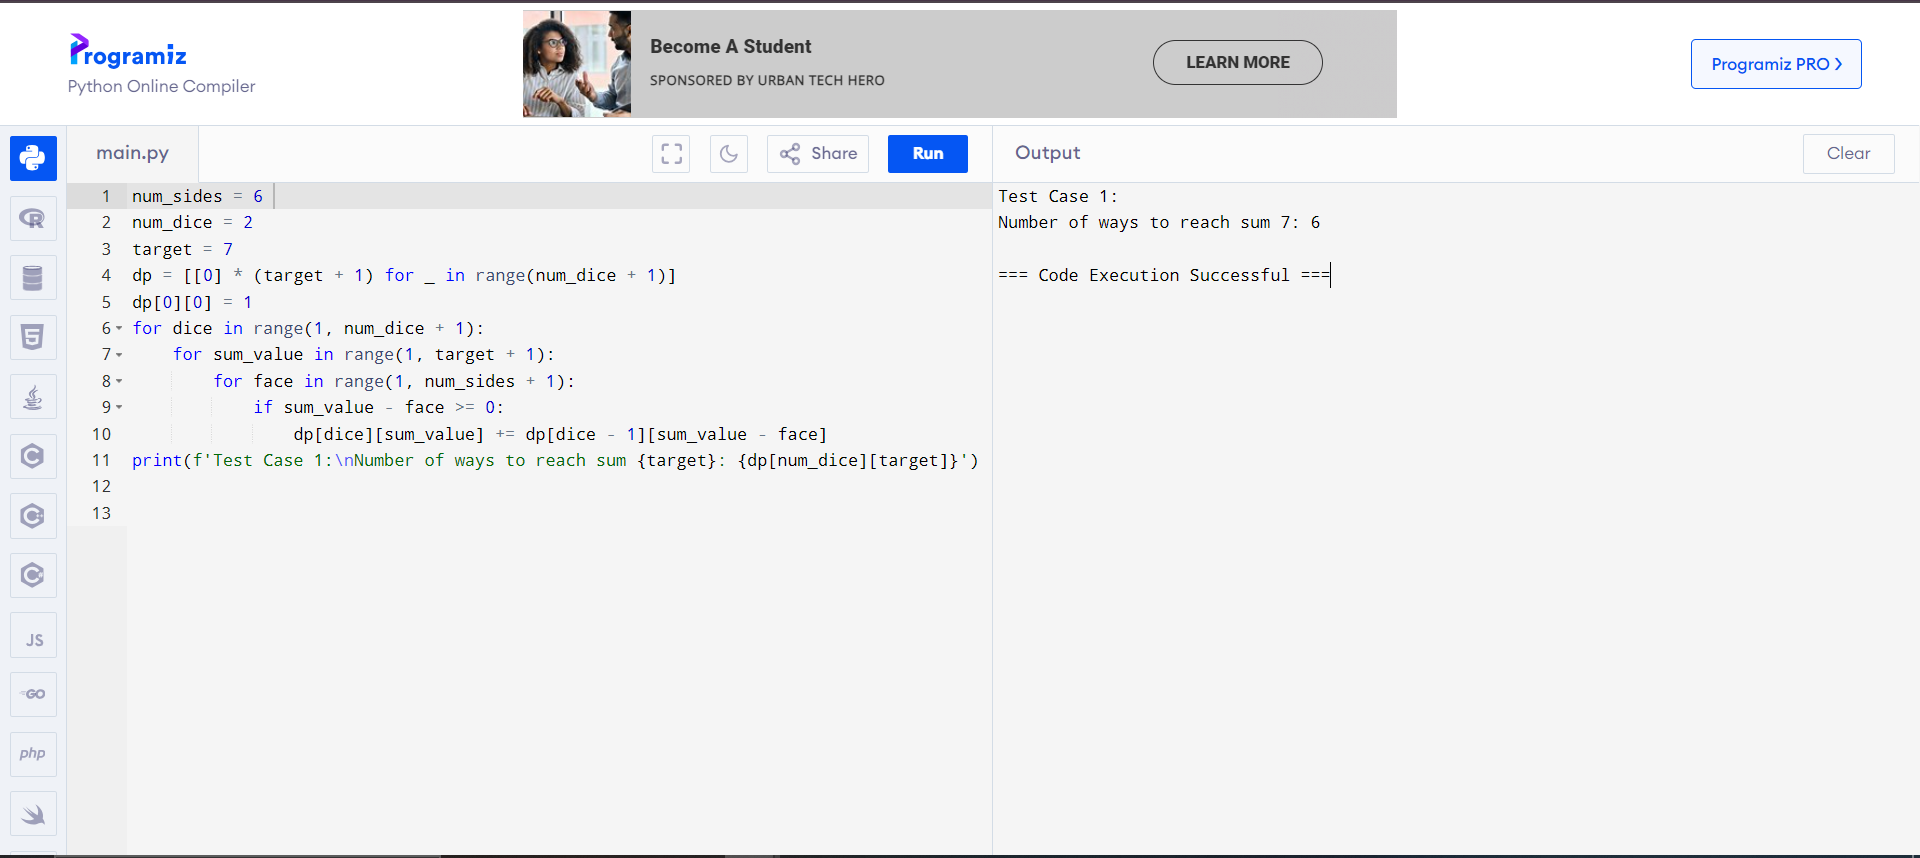 Programiz
Python Online Compiler
Become A Student
SPONSORED BY URBAN TECH HERO
LEARN MORE
Programiz PRO >
main.py
Share
Run
Output
Clear
1 num_sides = 6
2 num_dice = 2
3 target = 7
4 dp = [[0] * (target + 1) for _ in range(num_dice + 1)]
5 dp[0][0] = 1
6 for dice in range(1, num_dice + 1):
7     for sum_value in range(1, target + 1):
8         for face in range(1, num_sides + 1):
9             if sum_value - face >= 0:
10                 dp[dice][sum_value] += dp[dice - 1][sum_value - face]
11 print(f'Test Case 1:\nNumber of ways to reach sum {target}: {dp[num_dice][target]}')
12
13
Test Case 1:
Number of ways to reach sum 7: 6
=== Code Execution Successful ===
R
5
C
C
C
JS
GO
php